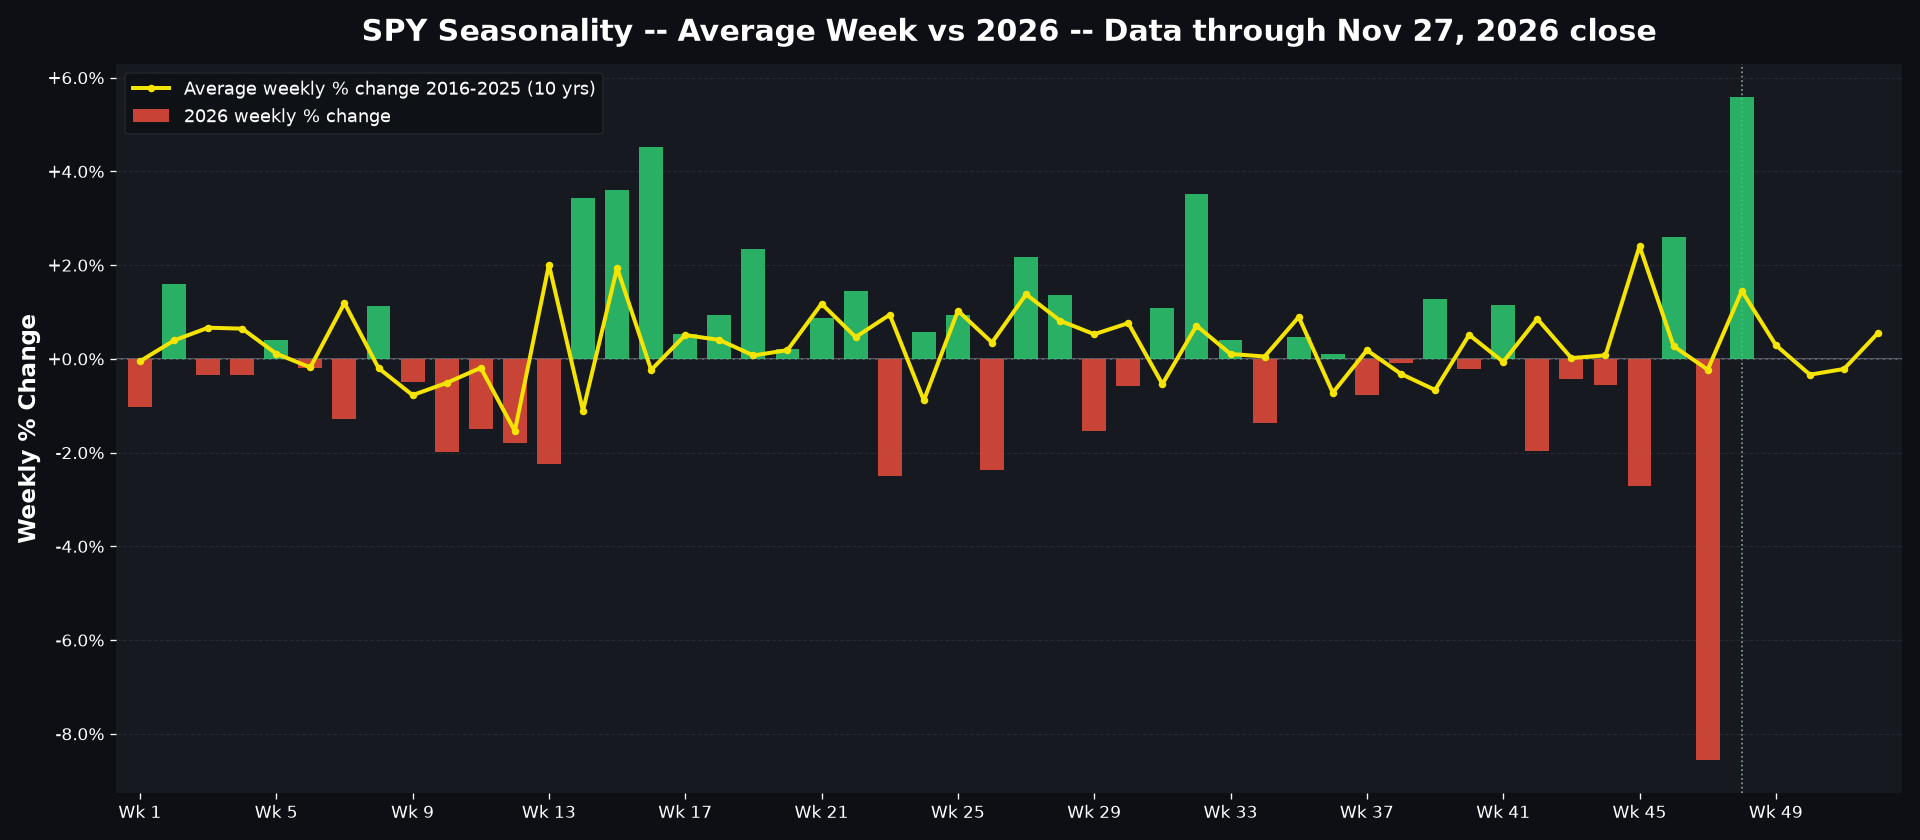 SPY Seasonality -- Average Week vs 2026 -- Data through Nov 27, 2026 close
Average weekly % change 2016-2025 (10 yrs)
2026 weekly % change
Weekly % Change
+6.0%
+4.0%
+2.0%
+0.0%
-2.0%
-4.0%
-6.0%
-8.0%
Wk 1 Wk 5 Wk 9 Wk 13 Wk 17 Wk 21 Wk 25 Wk 29 Wk 33 Wk 37 Wk 41 Wk 45 Wk 49